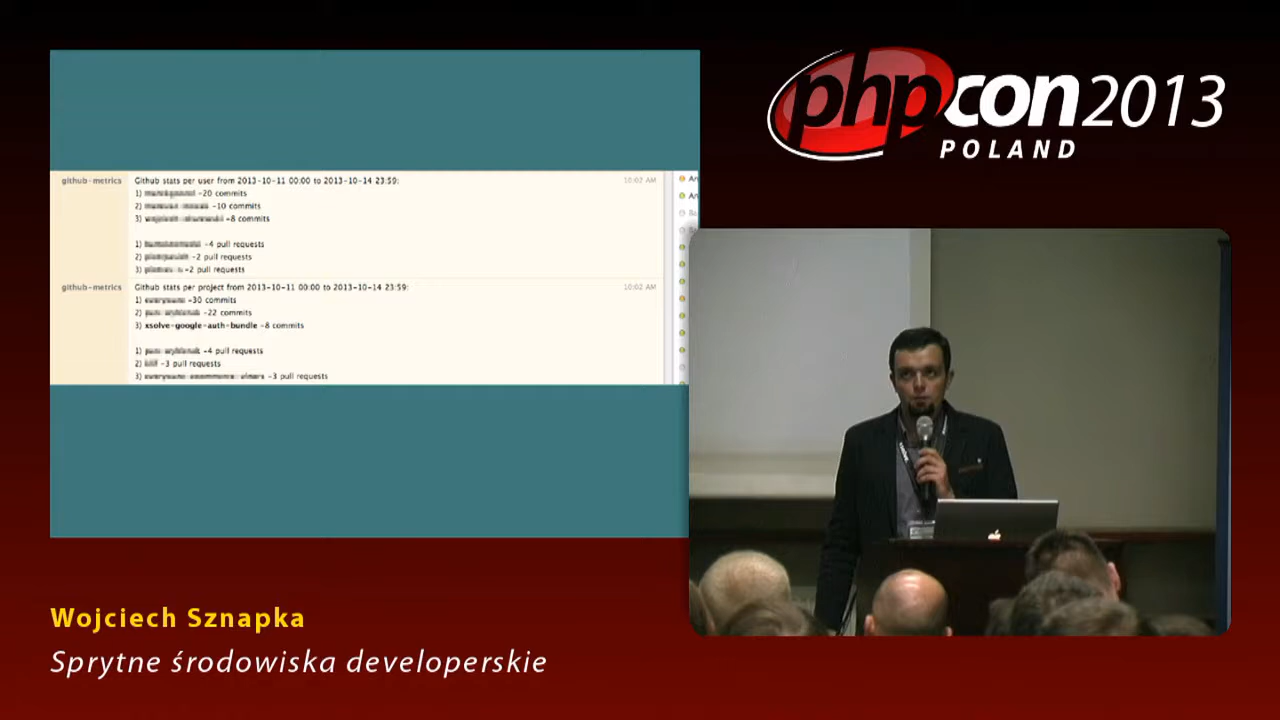 github-metrics Github stats per user from 2013-10-11 00:00 to 2013-10-14 23:59: 10:02 AM
1) -20 commits
2) -10 commits
3) -8 commits
1) -4 pull requests
2) -2 pull requests
3) -2 pull requests
github-metrics Github stats per project from 2013-10-11 00:00 to 2013-10-14 23:59: 10:02 AM
1) -30 commits
2) -22 commits
3) xsolve-google-auth-bundle -8 commits
1) -4 pull requests
2) -3 pull requests
3) -3 pull requests
phpcon2013
POLAND
Wojciech Sznapka
Sprytne środowiska developerskie